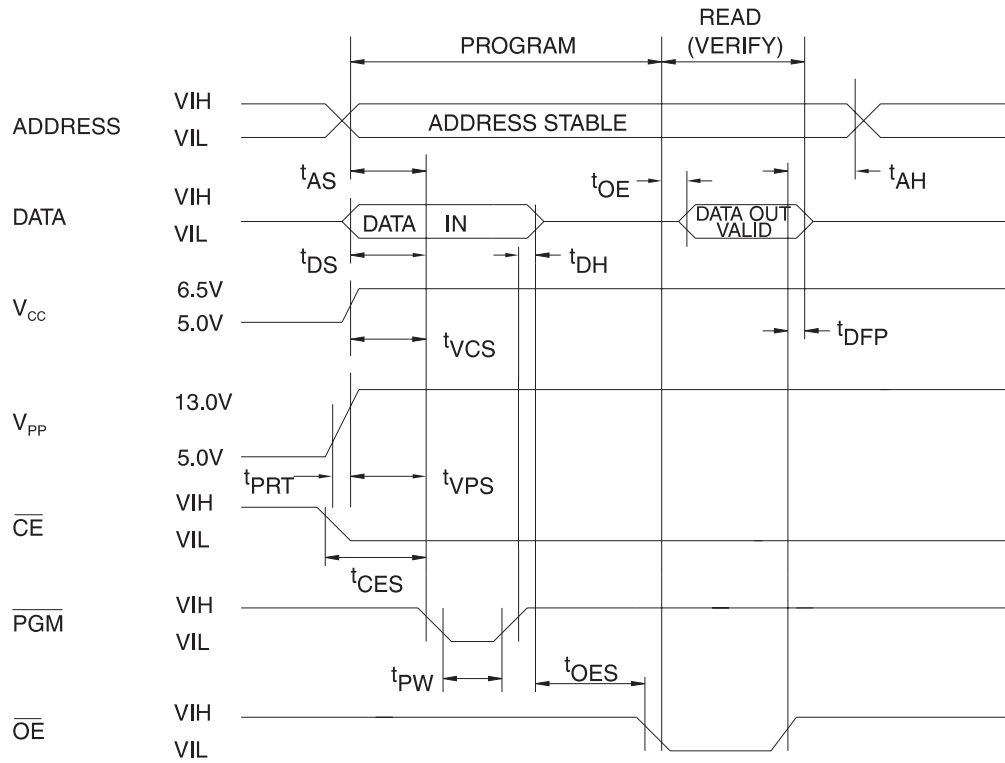 READ
PROGRAM (VERIFY)
ADDRESS VIH
VIL
ADDRESS STABLE
tAS
tOE
tAH
DATA VIH
VIL
DATA IN
DATA OUT
VALID
tDS
tDH
VCC 6.5V
5.0V
tVCS
tDFP
VPP 13.0V
5.0V
tPRT
tVPS
CE VIH
VIL
tCES
PGM VIH
VIL
tPW
tOES
OE VIH
VIL